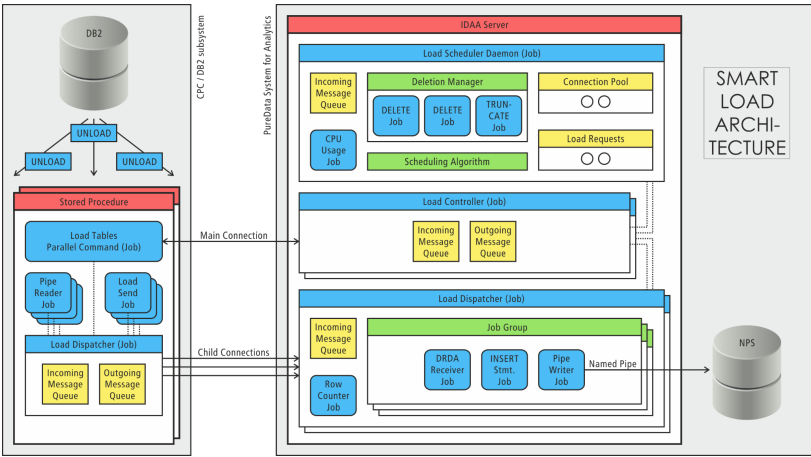 DB2
CPC / DB2 subsystem
UNLOAD
UNLOAD
UNLOAD
Stored Procedure
Load Tables
Parallel Command (Job)
Pipe
Reader
Job
Load
Send
Job
Load Dispatcher (Job)
Incoming
Message
Queue
Outgoing
Message
Queue
Main Connection
Child Connections
PureData System for Analytics
IDAA Server
Load Scheduler Daemon (Job)
Incoming
Message
Queue
CPU
Usage
Job
Deletion Manager
DELETE
Job
DELETE
Job
TRUN-
CATE
Job
Scheduling Algorithm
Connection Pool
Load Requests
Load Controller (Job)
Incoming
Message
Queue
Outgoing
Message
Queue
Load Dispatcher (Job)
Incoming
Message
Queue
Row
Counter
Job
Job Group
DRDA
Receiver
Job
INSERT
Stmt.
Job
Pipe
Writer
Job
Named Pipe
SMART
LOAD
ARCHI-
TECTURE
NPS